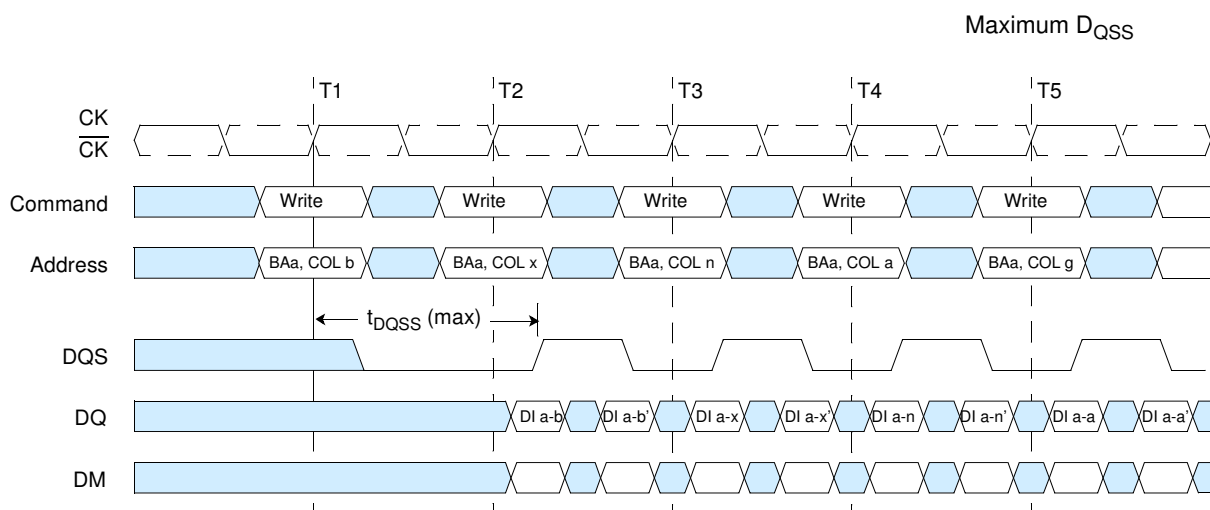 Maximum DQSS
T1 T2 T3 T4 T5
CK
CK
Command Write Write Write Write Write
Address BAa, COL b BAa, COL x BAa, COL n BAa, COL a BAa, COL g
tDQSS (max)
DQS
DQ DI a-b DI a-b’ DI a-x DI a-x’ DI a-n DI a-n’ DI a-a DI a-a’
DM